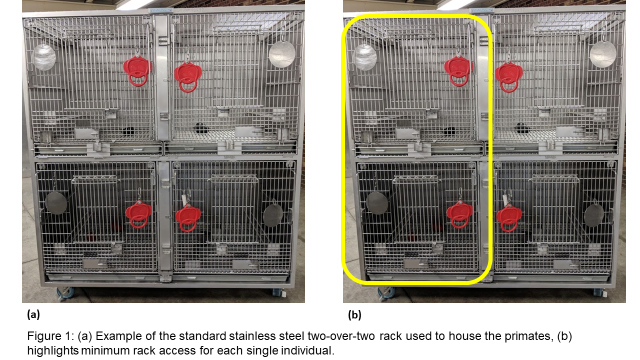 (a)
(b)
Figure 1: (a) Example of the standard stainless steel two-over-two rack used to house the primates, (b)
highlights minimum rack access for each single individual.